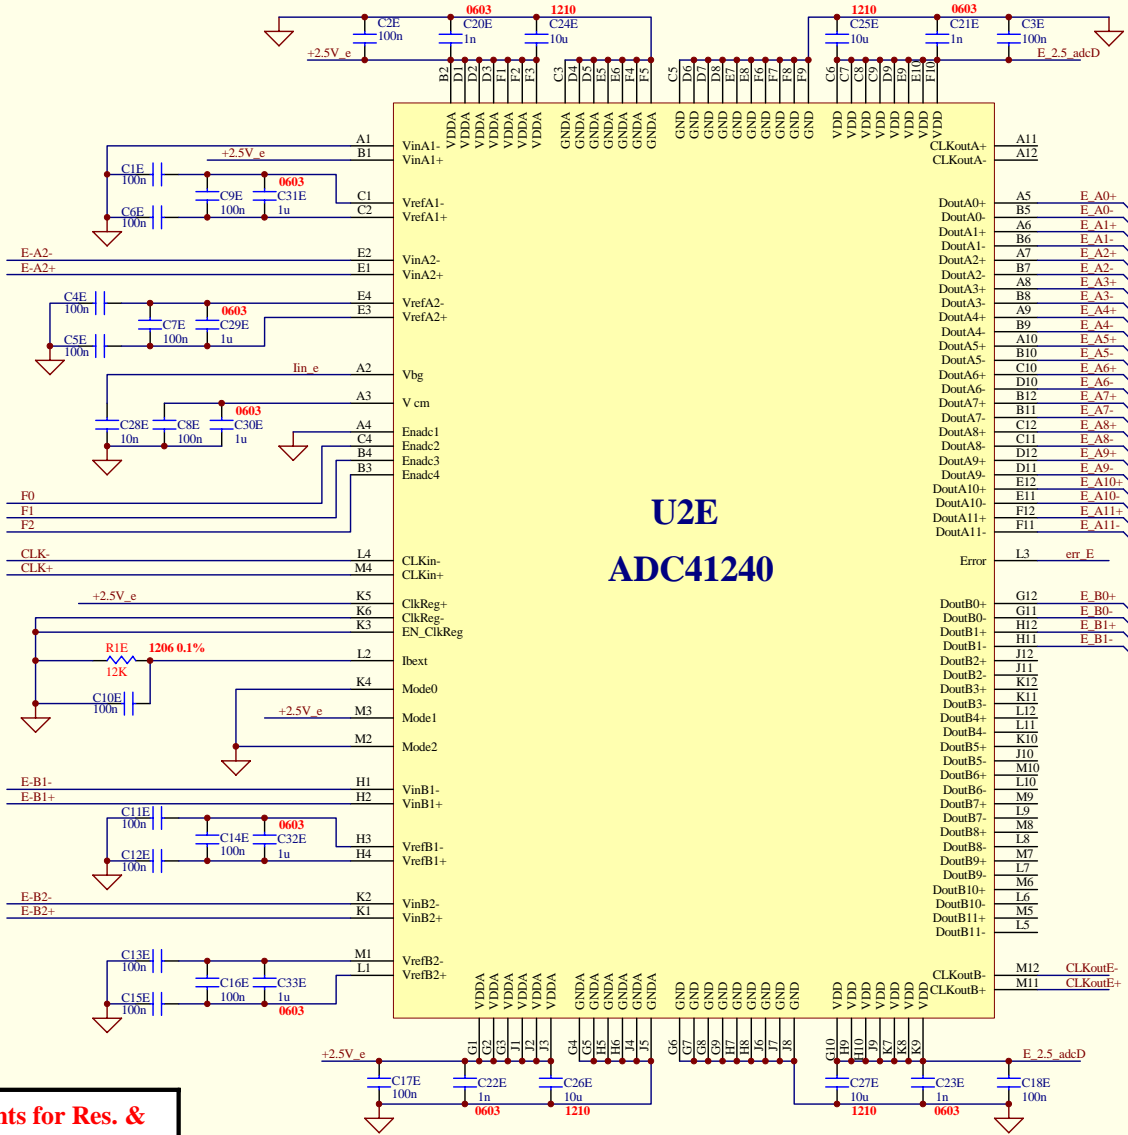 0603 1210 1210 0603
C2E C20E C24E C25E C21E C3E
100n 1n 10u 10u 1n 100n
+2.5V_e E_2.5_adcD
B2 D1 D2 D3 F1 F2 F3 C3 D4 D5 E5 E6 F4 F5 C5 D6 D7 D8 E7 E8 F6 F7 F8 F9 C6 C7 C8 C9 D9 E9 E10 F10
VDDA VDDA VDDA VDDA VDDA VDDA VDDA GNDA GNDA GNDA GNDA GNDA GNDA GNDA GND GND GND GND GND GND GND GND GND GND VDD VDD VDD VDD VDD VDD VDD VDD
A1 VinA1- CLKoutA+ A11
+2.5V_e B1 VinA1+ CLKoutA- A12
C1E
100n
0603
C9E C31E
100n 1u
C6E
100n
C1 VrefA1- DoutA0+ A5 E_A0+
C2 VrefA1+ DoutA0- B5 E_A0-
DoutA1+ A6 E_A1+
DoutA1- B6 E_A1-
E-A2- E2 VinA2- DoutA2+ A7 E_A2+
E-A2+ E1 VinA2+ DoutA2- B7 E_A2-
DoutA3+ A8 E_A3+
C4E
100n
E4 VrefA2- DoutA3- B8 E_A3-
0603
E3 VrefA2+ DoutA4+ A9 E_A4+
C7E C29E
100n 1u
C5E
100n
DoutA4- B9 E_A4-
DoutA5+ A10 E_A5+
DoutA5- B10 E_A5-
Iin_e A2 Vbg DoutA6+ C10 E_A6+
DoutA6- D10 E_A6-
A3 V cm DoutA7+ B12 E_A7+
0603
DoutA7- B11 E_A7-
C28E C8E C30E
10n 100n 1u
A4 Enadc1 DoutA8+ C12 E_A8+
C4 Enadc2 DoutA8- C11 E_A8-
B4 Enadc3 DoutA9+ D12 E_A9+
B3 Enadc4 DoutA9- D11 E_A9-
F0 DoutA10+ E12 E_A10+
DoutA10- E11 E_A10-
F1 DoutA11+ F12 E_A11+
F2 DoutA11- F11 E_A11-
U2E
ADC41240
CLK- L4 CLKin- Error L3 err_E
CLK+ M4 CLKin+
+2.5V_e K5 ClkReg+ DoutB0+ G12 E_B0+
K6 ClkReg- DoutB0- G11 E_B0-
K3 EN_ClkReg DoutB1+ H12 E_B1+
DoutB1- H11 E_B1-
R1E 1206 0.1%
12K
L2 Ibext DoutB2+ J12
DoutB2- J11
K4 Mode0 DoutB3+ K12
C10E
100n
DoutB3- K11
+2.5V_e M3 Mode1 DoutB4+ L12
DoutB4- L11
M2 Mode2 DoutB5+ K10
DoutB5- J10
DoutB6+ M10
E-B1- H1 VinB1- DoutB6- L10
E-B1+ H2 VinB1+ DoutB7+ M9
C11E
100n
0603
DoutB7- L9
DoutB8+ M8
C14E C32E
100n 1u
H3 VrefB1- DoutB8- L8
H4 VrefB1+ DoutB9+ M7
C12E
100n
DoutB9- L7
DoutB10+ M6
E-B2- K2 VinB2- DoutB10- L6
E-B2+ K1 VinB2+ DoutB11+ M5
DoutB11- L5
C13E
100n
M1 VrefB2-
L1 VrefB2+ CLKoutB- M12 CLKoutE-
C16E C33E
100n 1u
CLKoutB+ M11 CLKoutE+
C15E
100n
0603
VDDA VDDA VDDA VDDA VDDA VDDA GNDA GNDA GNDA GNDA GNDA GNDA GND GND GND GND GND GND GND GND GND VDD VDD VDD VDD VDD VDD VDD
G1 G2 G3 J1 J2 J3 G4 G5 H5 H6 J4 J5 G6 G7 G8 G9 H7 H8 J6 J7 J8 G10 H9 H10 J9 K7 K8 K9
+2.5V_e E_2.5_adcD
C17E C22E C26E C27E C23E C18E
100n 1n 10u 10u 1n 100n
0603 1210 1210 0603
nts for Res. &